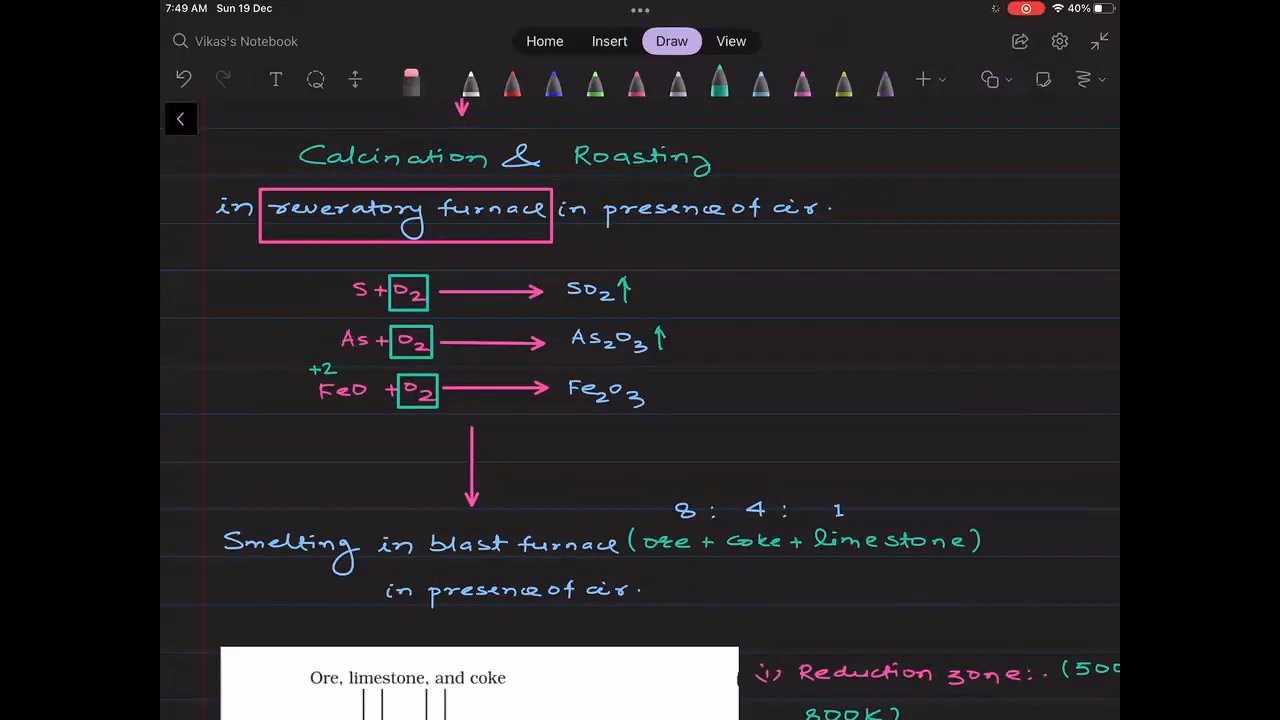 7:49 AM Sun 19 Dec
40%
Vikas's Notebook
Home Insert Draw View
Calcination & Roasting
in reveratory furnace in presence of air.
S + O2 → SO2 ↑
As + O2 → As2O3 ↑
+2
FeO + O2 → Fe2O3
8 : 4 : 1
Smelting in blast furnace (ore + coke + limestone)
in presence of air.
Ore, limestone, and coke
i) Reduction zone:. (500
800K)